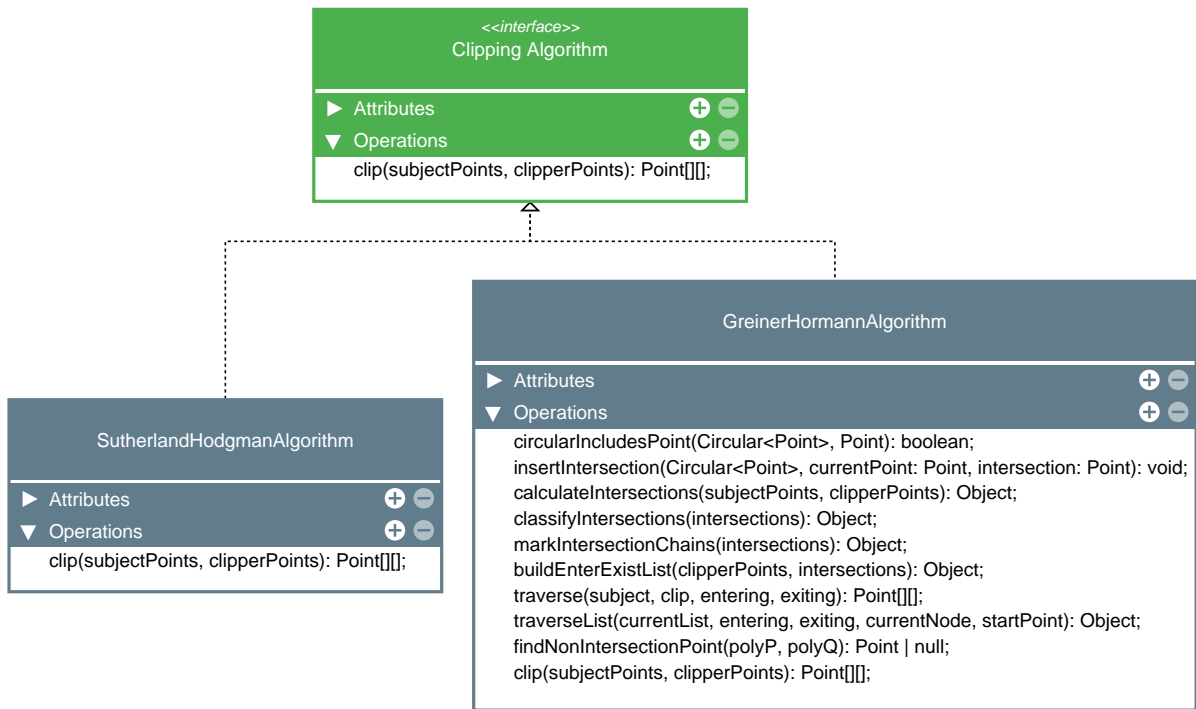 <<interface>>
Clipping Algorithm
Attributes
Operations
clip(subjectPoints, clipperPoints): Point[][];
SutherlandHodgmanAlgorithm
Attributes
Operations
clip(subjectPoints, clipperPoints): Point[][];
GreinerHormannAlgorithm
Attributes
Operations
circularIncludesPoint(Circular<Point>, Point): boolean;
insertIntersection(Circular<Point>, currentPoint: Point, intersection: Point): void;
calculateIntersections(subjectPoints, clipperPoints): Object;
classifyIntersections(intersections): Object;
markIntersectionChains(intersections): Object;
buildEnterExistList(clipperPoints, intersections): Object;
traverse(subject, clip, entering, exiting): Point[][];
traverseList(currentList, entering, exiting, currentNode, startPoint): Object;
findNonIntersectionPoint(polyP, polyQ): Point | null;
clip(subjectPoints, clipperPoints): Point[][];